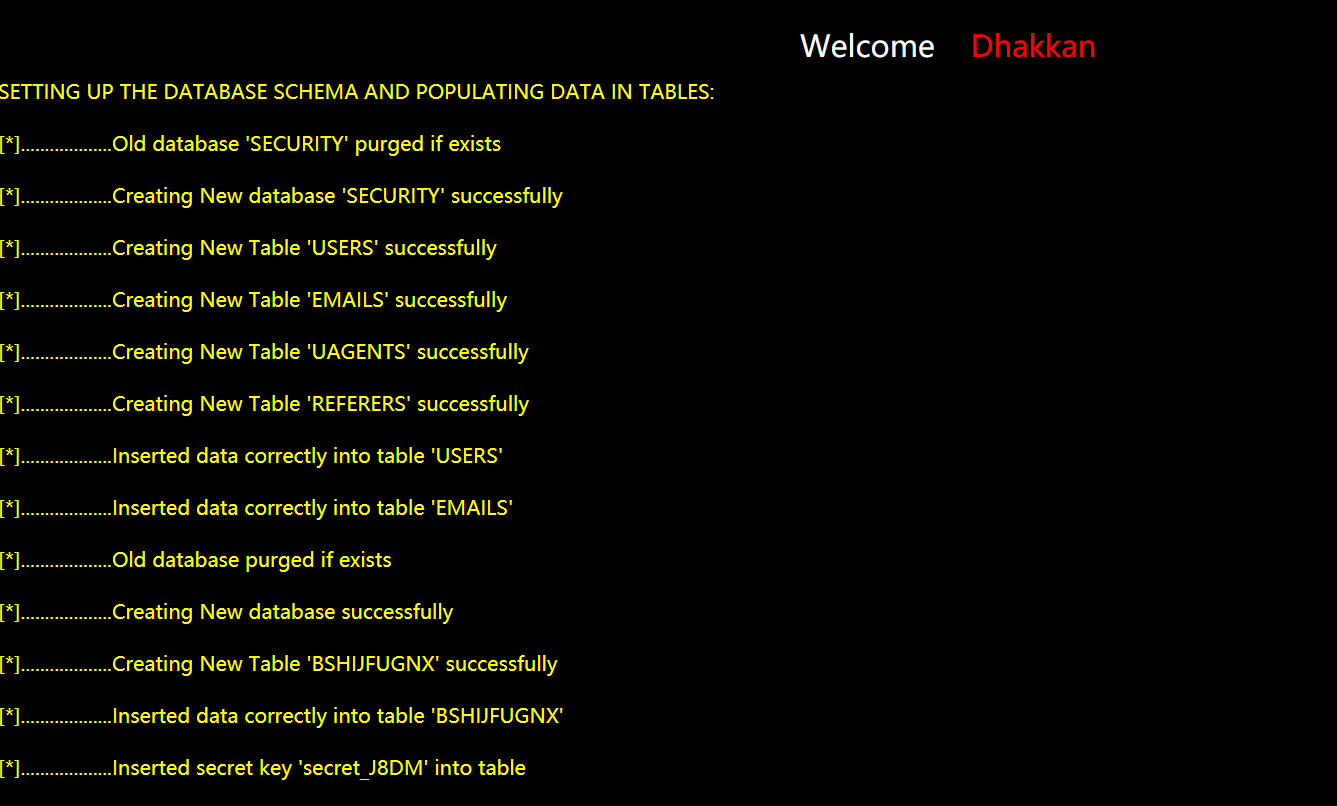 Welcome Dhakkan
SETTING UP THE DATABASE SCHEMA AND POPULATING DATA IN TABLES:
[*]...................Old database 'SECURITY' purged if exists
[*]...................Creating New database 'SECURITY' successfully
[*]...................Creating New Table 'USERS' successfully
[*]...................Creating New Table 'EMAILS' successfully
[*]...................Creating New Table 'UAGENTS' successfully
[*]...................Creating New Table 'REFERERS' successfully
[*]...................Inserted data correctly into table 'USERS'
[*]...................Inserted data correctly into table 'EMAILS'
[*]...................Old database purged if exists
[*]...................Creating New database successfully
[*]...................Creating New Table 'BSHIJFUGNX' successfully
[*]...................Inserted data correctly into table 'BSHIJFUGNX'
[*]...................Inserted secret key 'secret_J8DM' into table